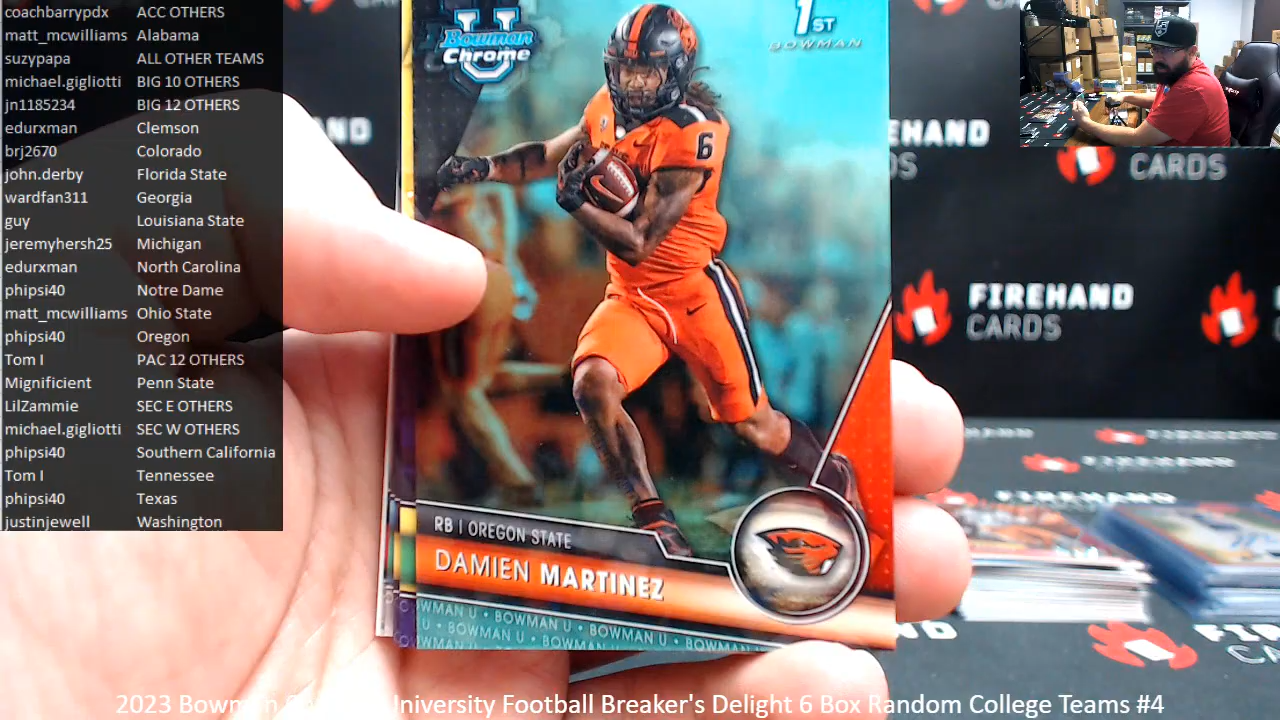 coachbarrypdx ACC OTHERS
matt_mcwilliams Alabama
suzypapa ALL OTHER TEAMS
michael.gigliotti BIG 10 OTHERS
jn1185234 BIG 12 OTHERS
edurxman Clemson
brj2670 Colorado
john.derby Florida State
wardfan311 Georgia
guy Louisiana State
jeremyhersh25 Michigan
edurxman North Carolina
phipsi40 Notre Dame
matt_mcwilliams Ohio State
phipsi40 Oregon
Tom I PAC 12 OTHERS
Mignificient Penn State
LilZammie SEC E OTHERS
michael.gigliotti SEC W OTHERS
phipsi40 Southern California
Tom I Tennessee
phipsi40 Texas
justinjewell Washington
U
Bowman
Chrome
1ST
BOWMAN
6
RB | OREGON STATE
DAMIEN MARTINEZ
BOWMAN U • BOWMAN U • BOWMAN U
FIREHAND
CARDS
FIREHAND
CARDS
2023 Bowman University Football Breaker's Delight 6 Box Random College Teams #4